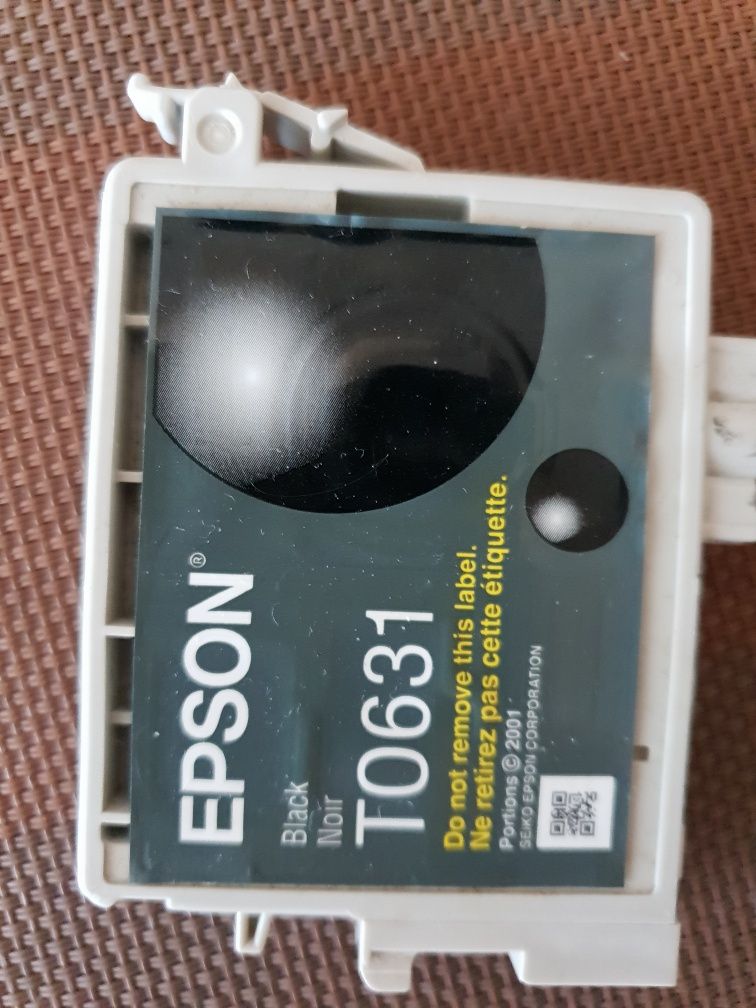 EPSON®
Black
Noir
T0631
Do not remove this label.
Ne retirez pas cette étiquette.
Portions © 2001
SEIKO EPSON CORPORATION